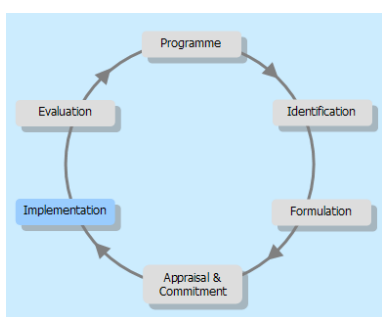 Programme
Evaluation
Identification
Implementation
Formulation
Appraisal &
Commitment